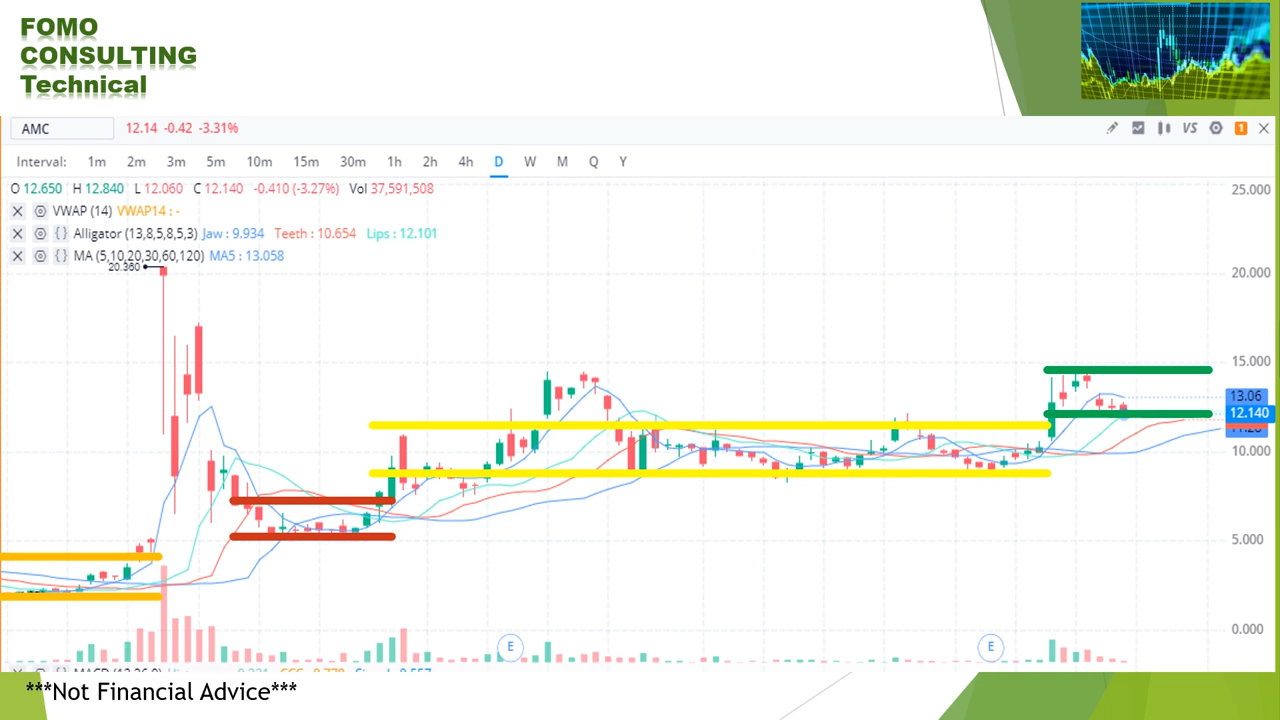 FOMO
CONSULTING
Technical
AMC 12.14 -0.42 -3.31% VS 1
Interval: 1m 2m 3m 5m 10m 15m 30m 1h 2h 4h D W M Q Y
O 12.650 H 12.840 L 12.060 C 12.140 -0.410 (-3.27%) Vol 37,591,508
VWAP (14) VWAP14 : -
Alligator (13,8,5,8,5,3) Jaw : 9.934 Teeth : 10.654 Lips : 12.101
MA (5,10,20,30,60,120) MA5 : 13.058
20.360
25.000
20.000
15.000
13.06
12.140
10.000
5.000
0.000
E E
***Not Financial Advice***